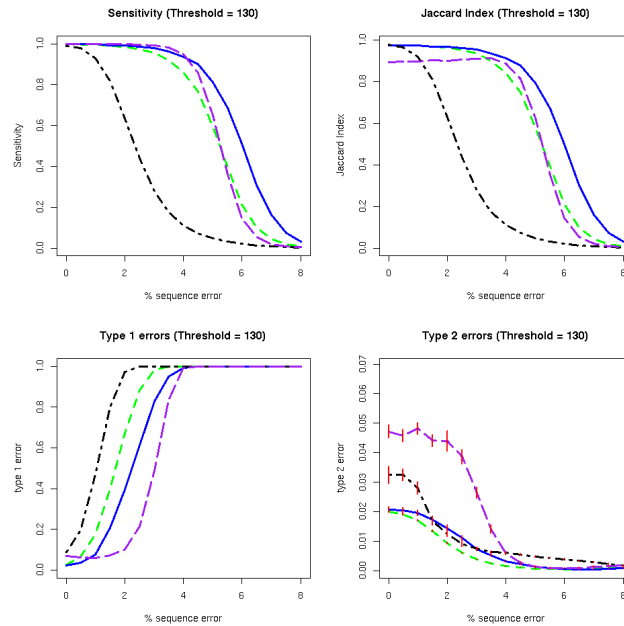 Sensitivity (Threshold = 130)
Sensitivity
1.0
0.8
0.6
0.4
0.2
0.0
0 2 4 6 8
% sequence error
Jaccard Index (Threshold = 130)
Jaccard Index
1.0
0.8
0.6
0.4
0.2
0.0
0 2 4 6 8
% sequence error
Type 1 errors (Threshold = 130)
type 1 error
1.0
0.8
0.6
0.4
0.2
0.0
0 2 4 6 8
% sequence error
Type 2 errors (Threshold = 130)
type 2 error
0.07
0.06
0.05
0.04
0.03
0.02
0.01
0.00
0 2 4 6 8
% sequence error